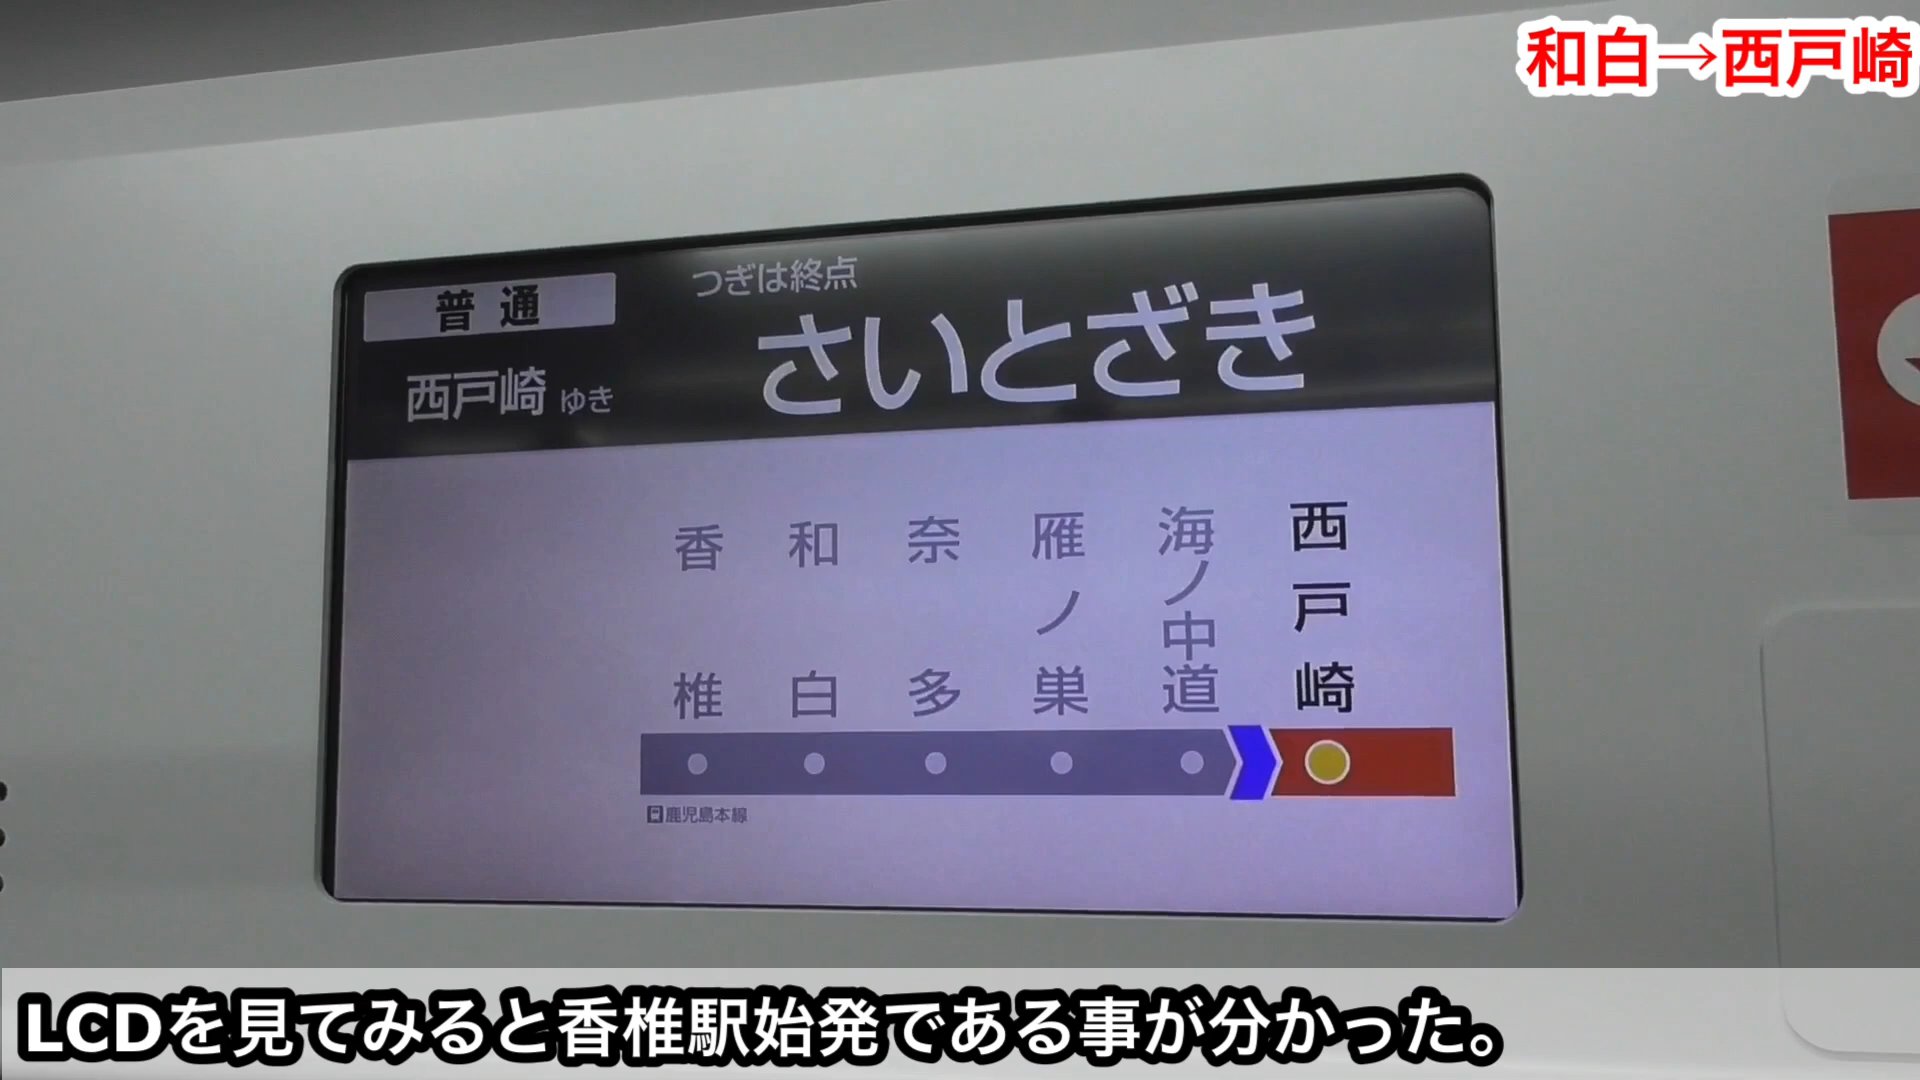 和白→西戸崎
普通
つぎは終点
さいとざき
西戸崎 ゆき
香椎
和白
奈多
雁ノ巣
海ノ中道
西戸崎
鹿児島本線
LCDを見てみると香椎駅始発である事が分かった。